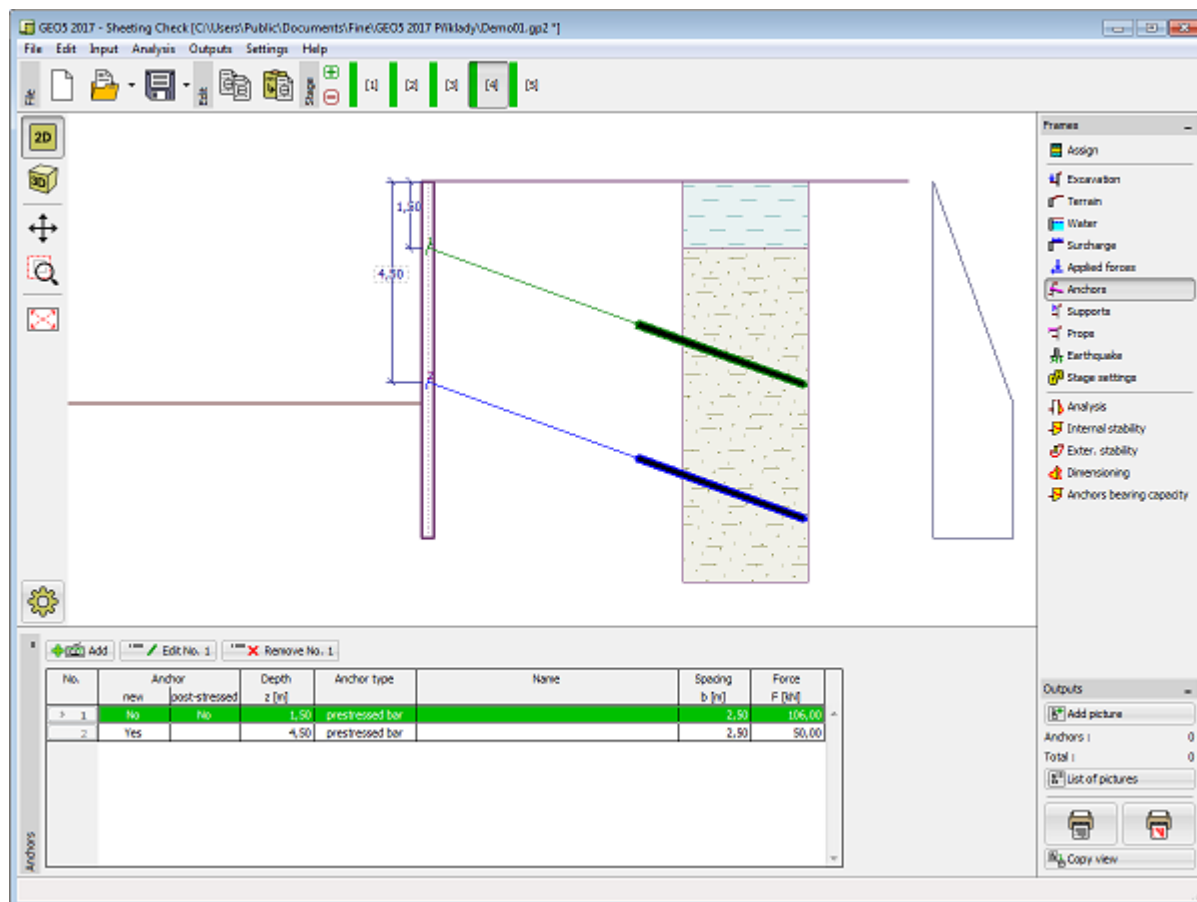 GEO5 2017 - Sheeting Check [C:\Users\Public\Documents\Fine\GEO5 2017 Příklady\Demo01.gp2 *]
File Edit Input Analysis Outputs Settings Help
File Edit Stage [1] [2] [3] [4] [5]
2D
3D
1,50
4,50
Frames
Assign
Excavation
Terrain
Water
Surcharge
Applied forces
Anchors
Supports
Props
Earthquake
Stage settings
Analysis
Internal stability
Exter. stability
Dimensioning
Anchors bearing capacity
Add Edit No. 1 Remove No. 1
No. Anchor Depth Anchor type Name Spacing Force
new post-stressed z [m] b [m] F [kN]
1 No No 1,50 prestressed bar 2,50 106,00
2 Yes 4,50 prestressed bar 2,50 50,00
Anchors
Outputs
Add picture
Anchors : 0
Total : 0
List of pictures
Copy view